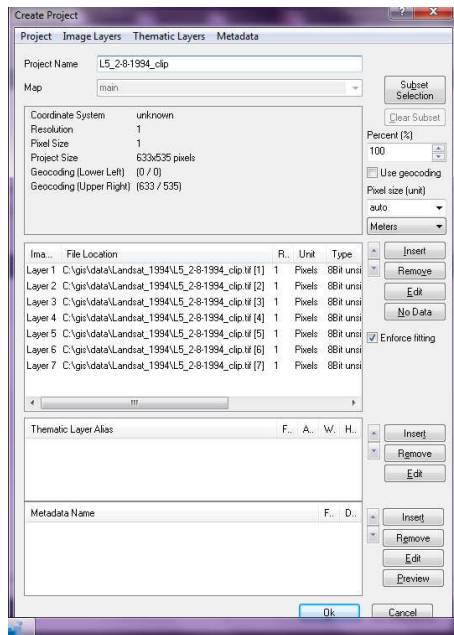 Create Project
Project Image Layers Thematic Layers Metadata
Project Name L5_2-8-1994_clip
Map main
Subset Selection
Clear Subset
Coordinate System unknown
Resolution 1
Pixel Size 1
Project Size 633x535 pixels
Geocoding (Lower Left) (0 / 0)
Geocoding (Upper Right) (633 / 535)
Percent (%)
100
Use geocoding
Pixel size (unit)
auto
Meters
Ima... File Location R.. Unit Type
Layer 1 C:\gis\data\Landsat_1994\L5_2-8-1994_clip.tif [1] 1 Pixels 8Bit unsi
Layer 2 C:\gis\data\Landsat_1994\L5_2-8-1994_clip.tif [2] 1 Pixels 8Bit unsi
Layer 3 C:\gis\data\Landsat_1994\L5_2-8-1994_clip.tif [3] 1 Pixels 8Bit unsi
Layer 4 C:\gis\data\Landsat_1994\L5_2-8-1994_clip.tif [4] 1 Pixels 8Bit unsi
Layer 5 C:\gis\data\Landsat_1994\L5_2-8-1994_clip.tif [5] 1 Pixels 8Bit unsi
Layer 6 C:\gis\data\Landsat_1994\L5_2-8-1994_clip.tif [6] 1 Pixels 8Bit unsi
Layer 7 C:\gis\data\Landsat_1994\L5_2-8-1994_clip.tif [7] 1 Pixels 8Bit unsi
Insert
Remove
Edit
No Data
Enforce fitting
Thematic Layer Alias F.. A.. W.. H..
Insert
Remove
Edit
Metadata Name F.. D..
Insert
Remove
Edit
Preview
Ok Cancel